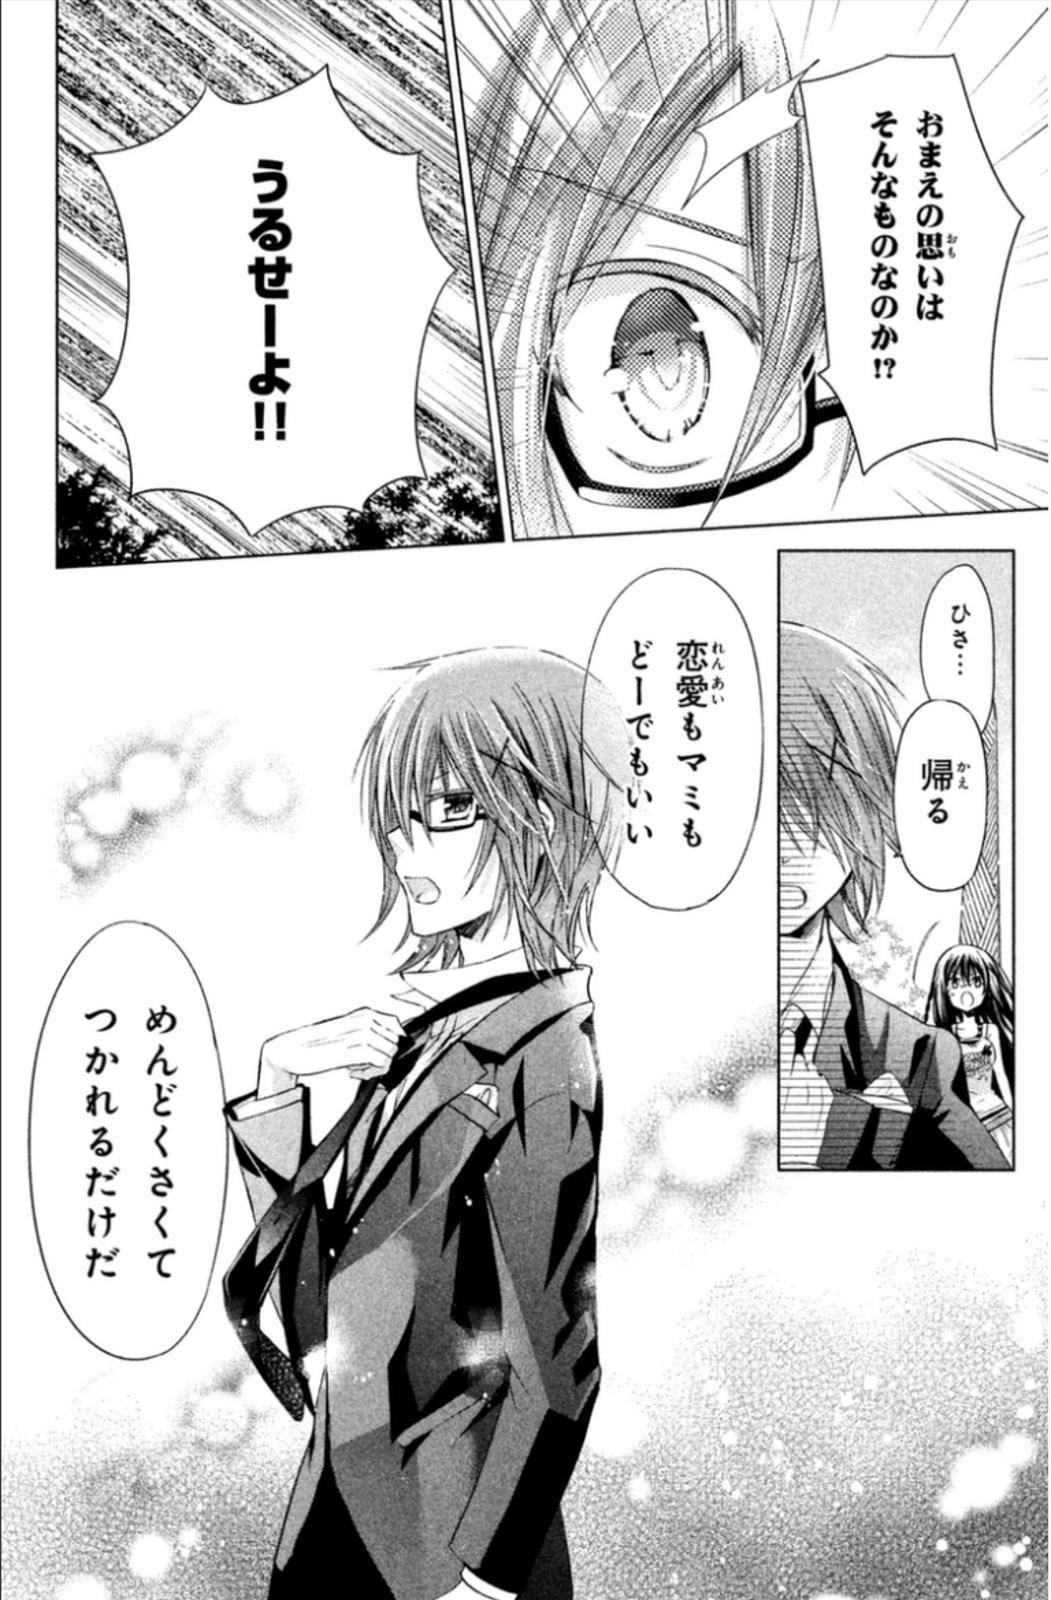 おまえの思いは
そんなものなのか!?
うるせーよ!!
ひさ…
帰る
恋愛もマミも
どーでもいい
めんどくさくて
つかれるだけだ